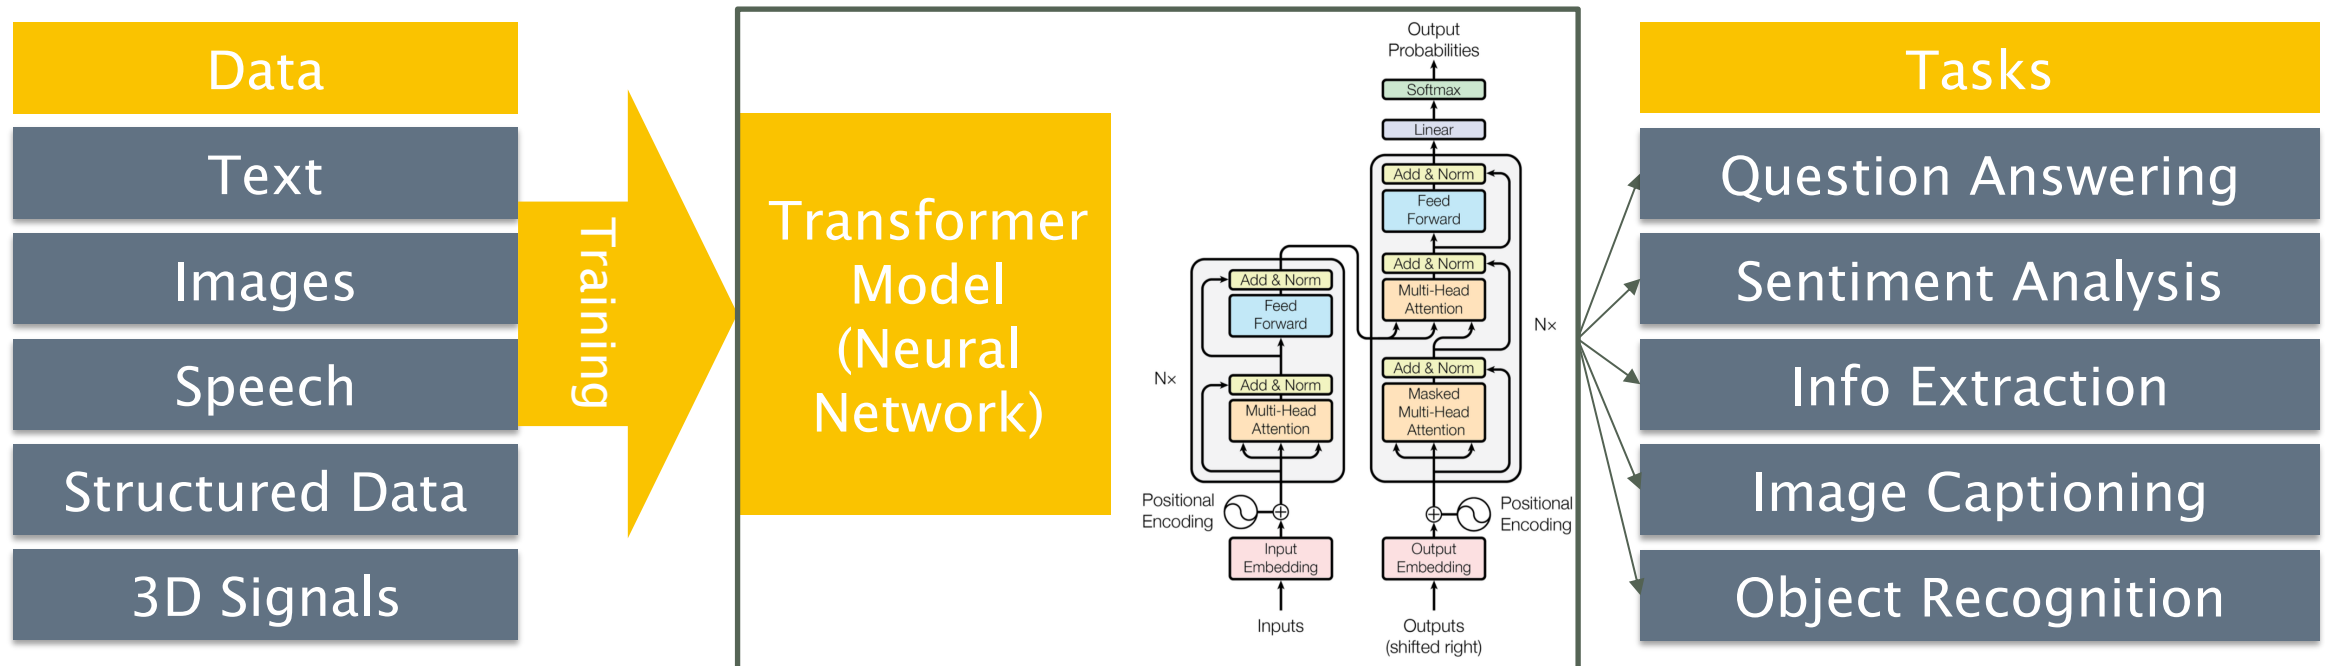 Data
Text
Images
Speech
Structured Data
3D Signals
Training
Transformer
Model
(Neural
Network)
Output
Probabilities
Softmax
Linear
Add & Norm
Feed
Forward
Add & Norm
Multi-Head
Attention
Add & Norm
Masked
Multi-Head
Attention
N×
Add & Norm
Feed
Forward
N×
Add & Norm
Multi-Head
Attention
Positional
Encoding
Positional
Encoding
Input
Embedding
Output
Embedding
Inputs
Outputs
(shifted right)
Tasks
Question Answering
Sentiment Analysis
Info Extraction
Image Captioning
Object Recognition